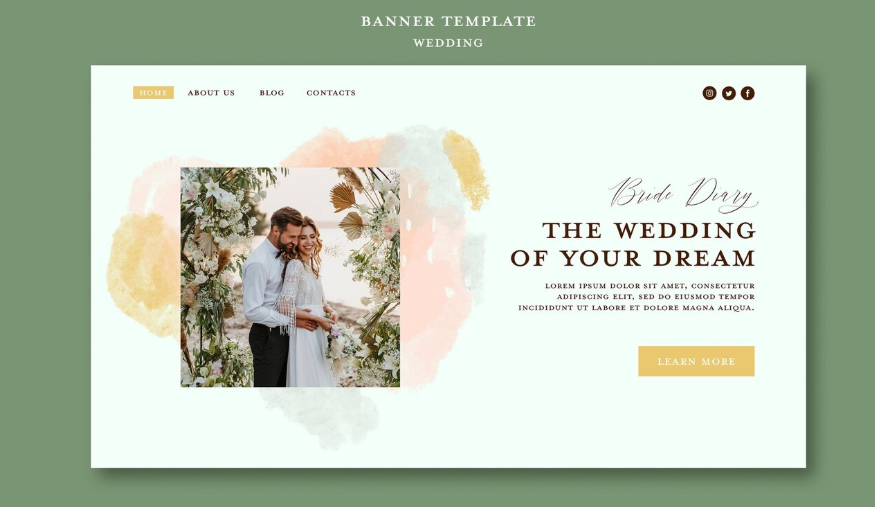 BANNER TEMPLATE
WEDDING
HOME ABOUT US BLOG CONTACTS
Bride Diary
THE WEDDING
OF YOUR DREAM
LOREM IPSUM DOLOR SIT AMET, CONSECTETUR
ADIPISCING ELIT, SED DO EIUSMOD TEMPOR
INCIDIDUNT UT LABORE ET DOLORE MAGNA ALIQUA.
LEARN MORE